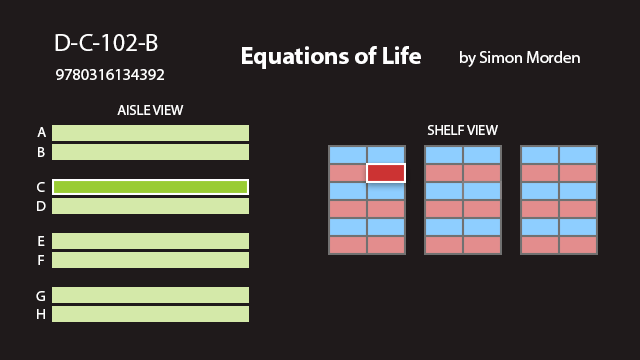 D-C-102-B
9780316134392
Equations of Life
by Simon Morden
AISLE VIEW
A
B
C
D
E
F
G
H
SHELF VIEW